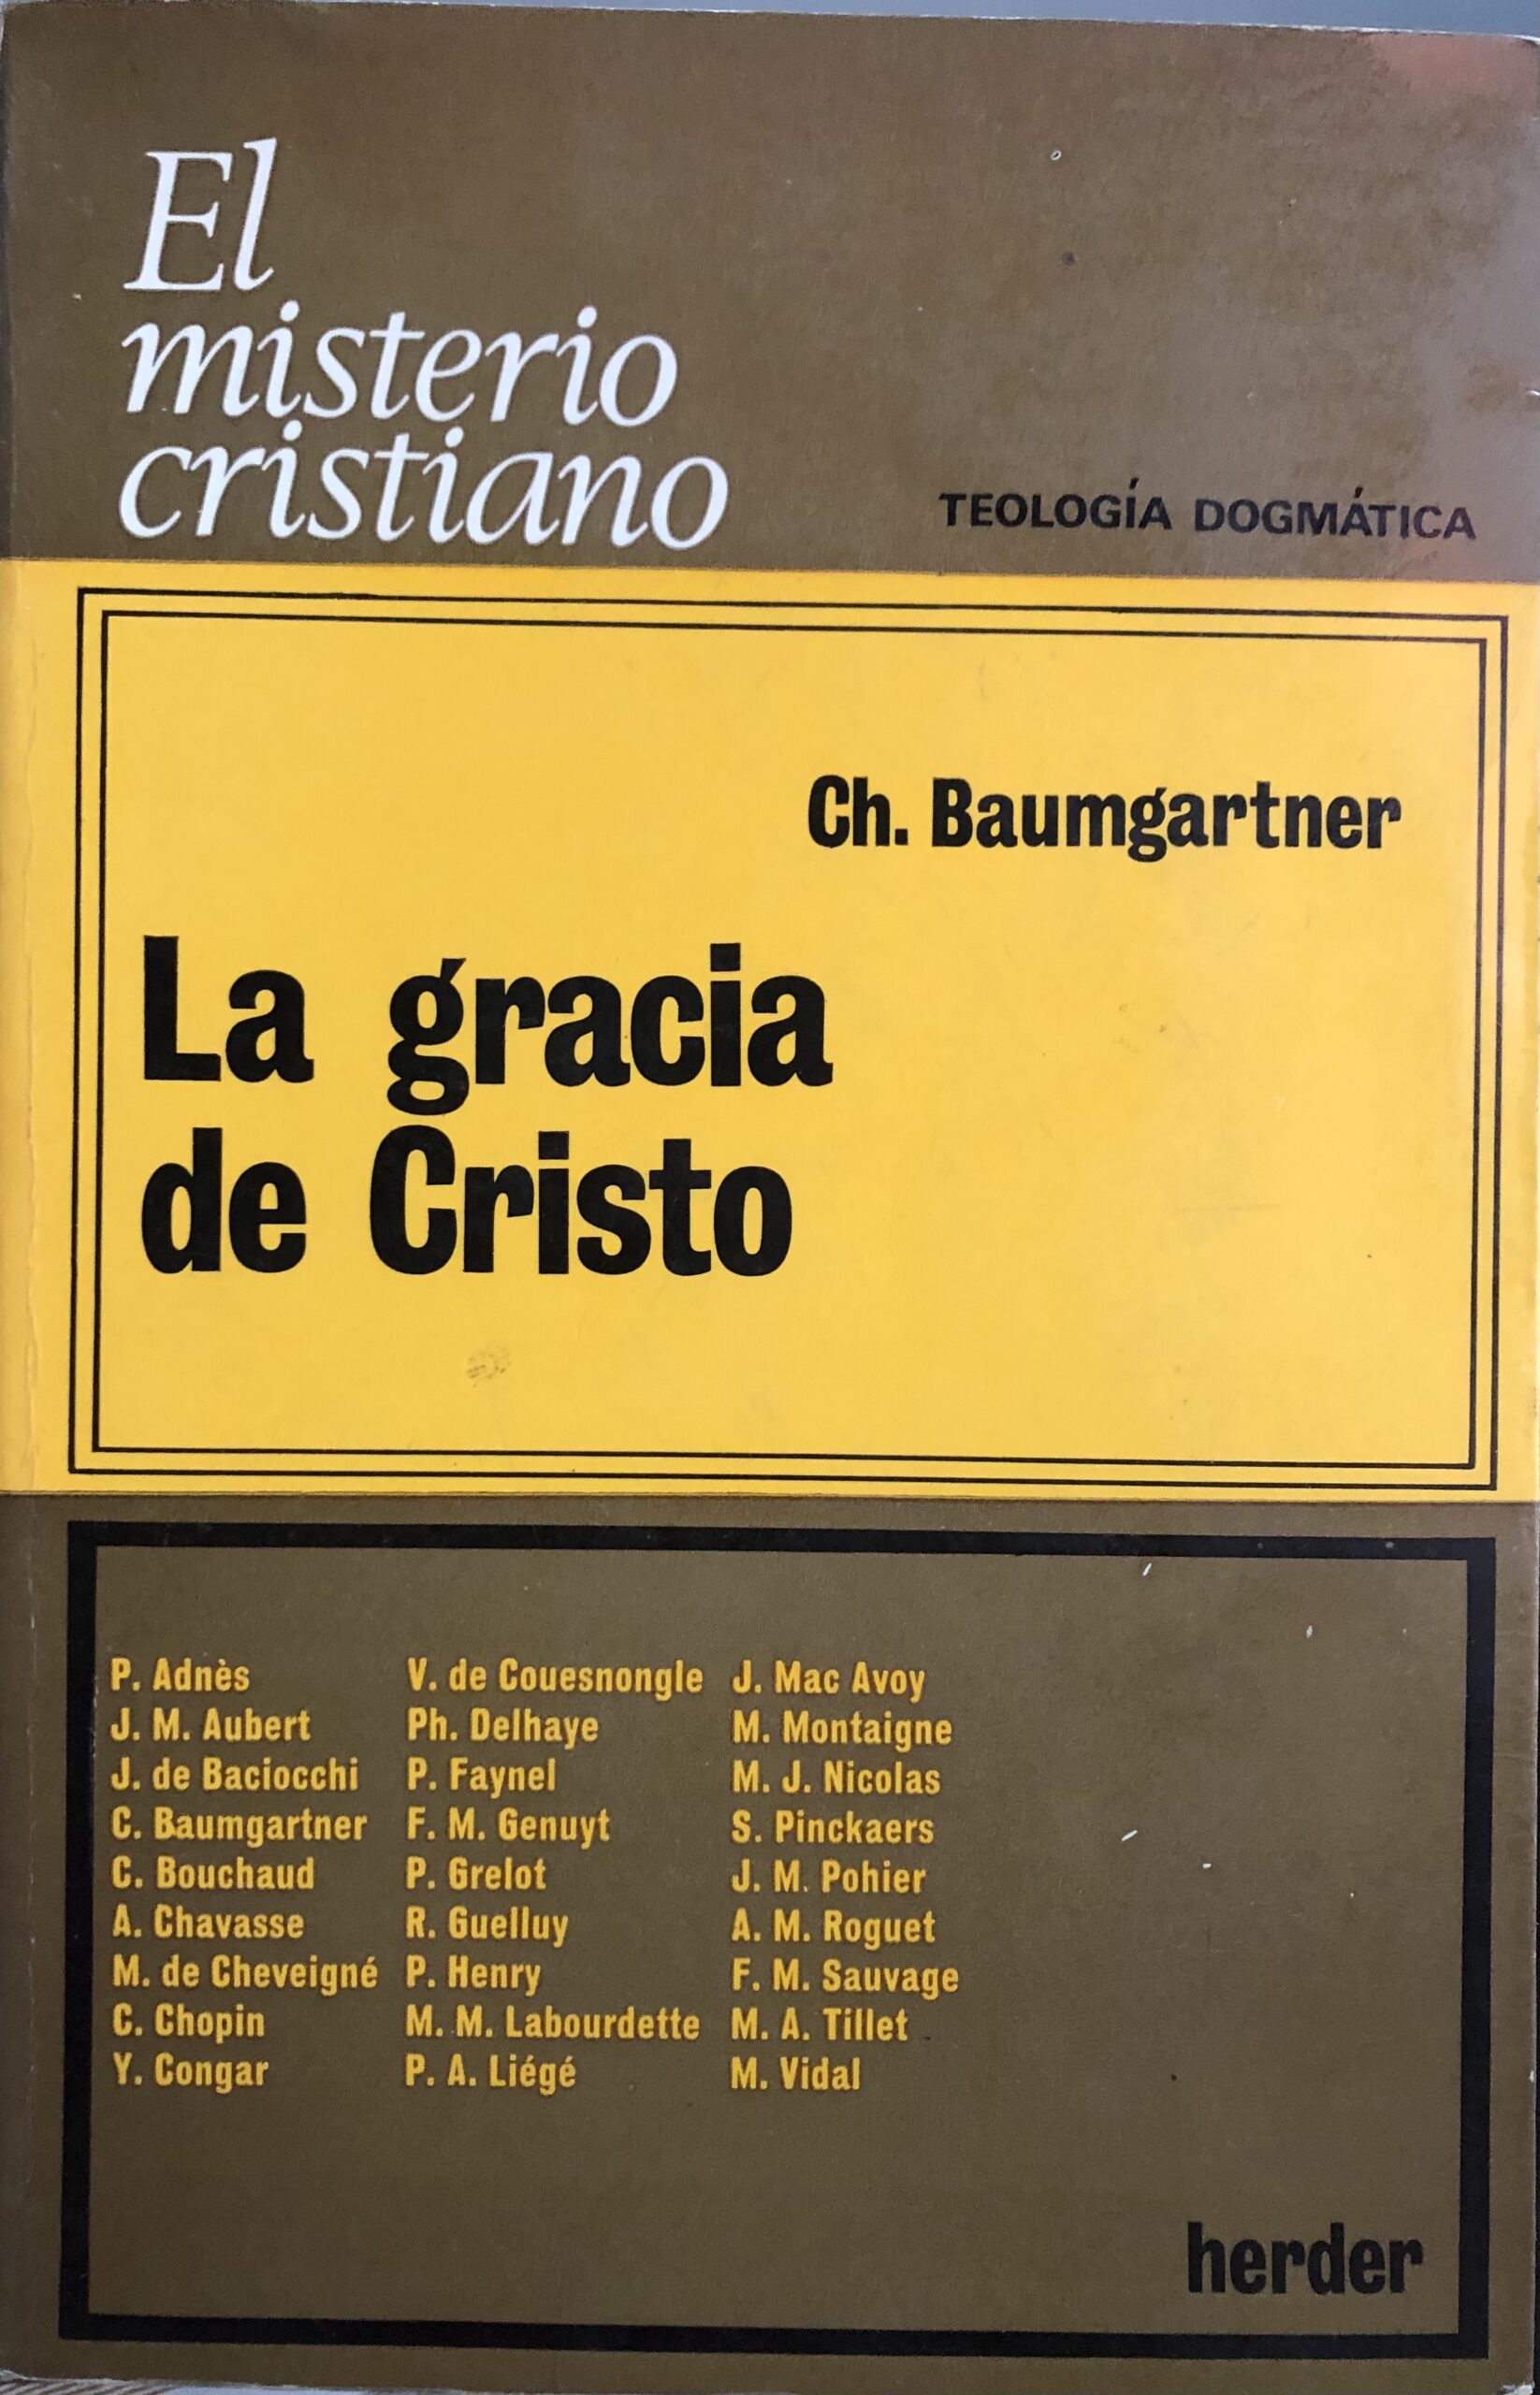 El
misterio
cristiano
TEOLOGÍA DOGMÁTICA
Ch. Baumgartner
La gracia
de Cristo
P. Adnès
J. M. Aubert
J. de Baciocchi
C. Baumgartner
C. Bouchaud
A. Chavasse
M. de Cheveigné
C. Chopin
Y. Congar
V. de Couesnongle
Ph. Delhaye
P. Faynel
F. M. Genuyt
P. Grelot
R. Guelluy
P. Henry
M. M. Labourdette
P. A. Liégé
J. Mac Avoy
M. Montaigne
M. J. Nicolas
S. Pinckaers
J. M. Pohier
A. M. Roguet
F. M. Sauvage
M. A. Tillet
M. Vidal
herder